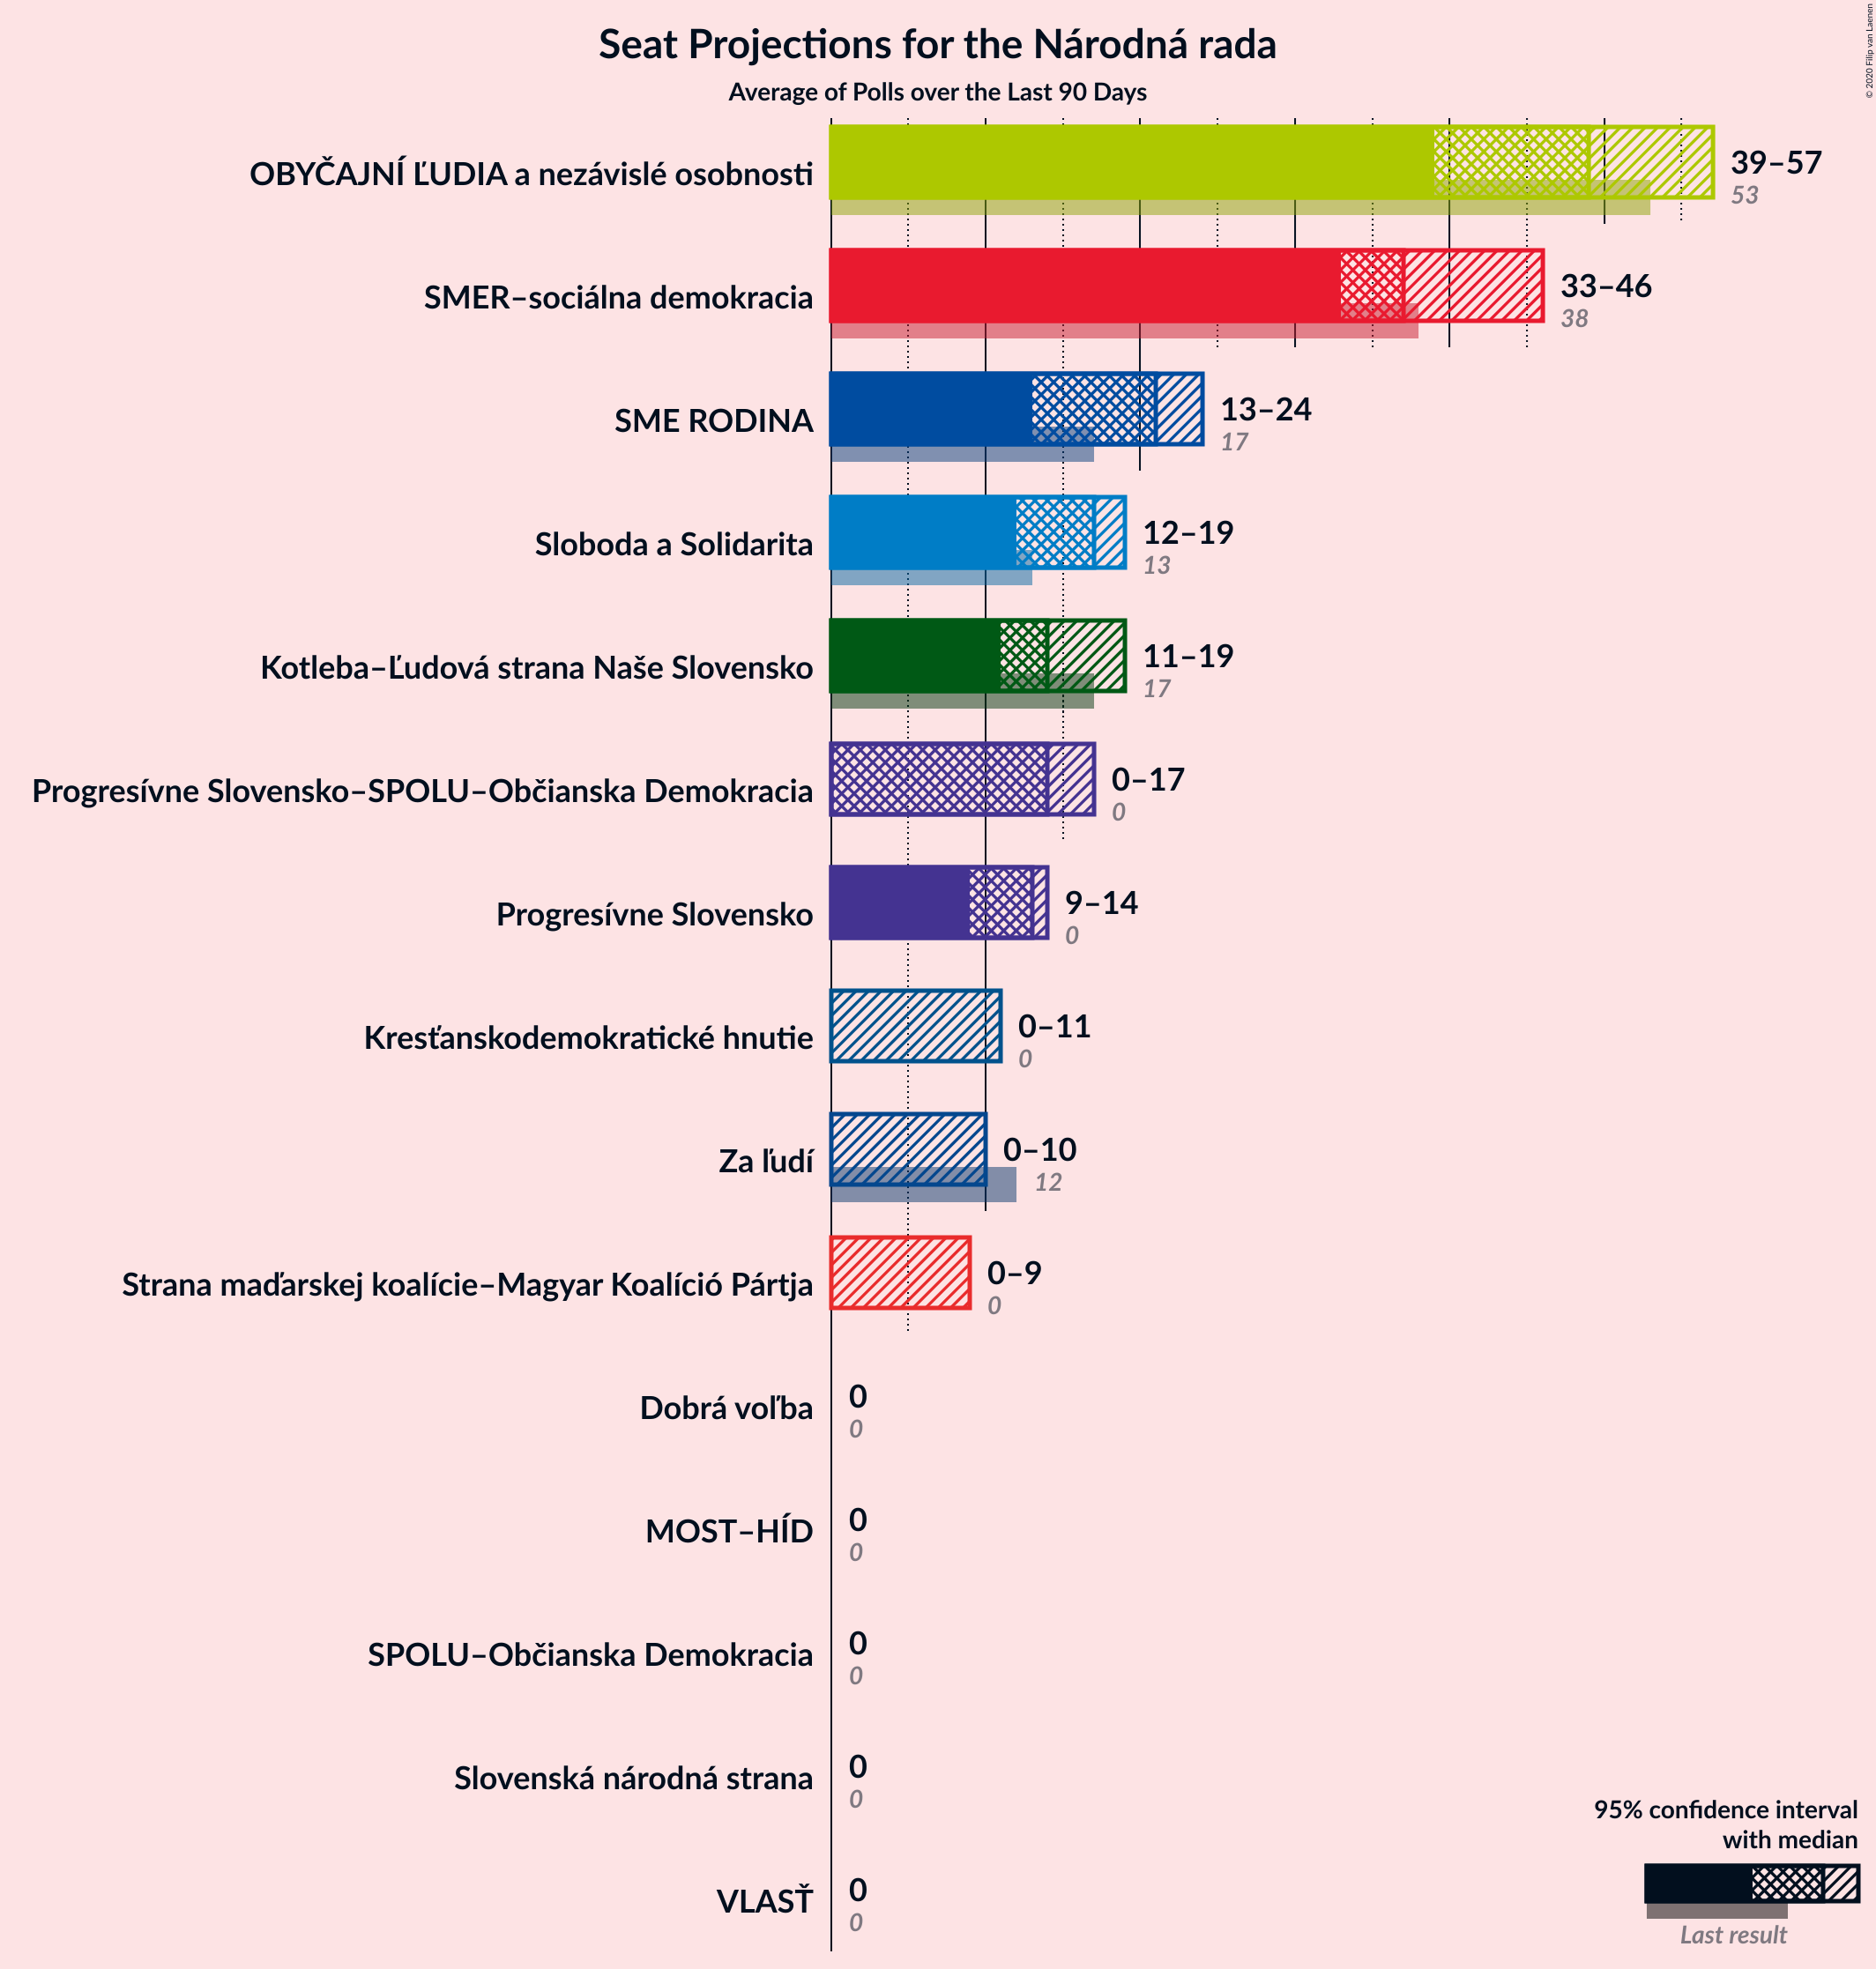 Seat Projections for the Národná rada
Average of Polls over the Last 90 Days
© 2020 Filip van Laenen
OBYČAJNÍ ĽUDIA a nezávislé osobnosti
39–57
53
SMER–sociálna demokracia
33–46
38
SME RODINA
13–24
17
Sloboda a Solidarita
12–19
13
Kotleba–Ľudová strana Naše Slovensko
11–19
17
Progresívne Slovensko–SPOLU–Občianska Demokracia
0–17
0
Progresívne Slovensko
9–14
0
Kresťanskodemokratické hnutie
0–11
0
Za ľudí
0–10
12
Strana maďarskej koalície–Magyar Koalíció Pártja
0–9
0
Dobrá voľba
0
0
MOST–HÍD
0
0
SPOLU–Občianska Demokracia
0
0
Slovenská národná strana
0
0
VLASŤ
0
0
95% confidence interval
with median
Last result